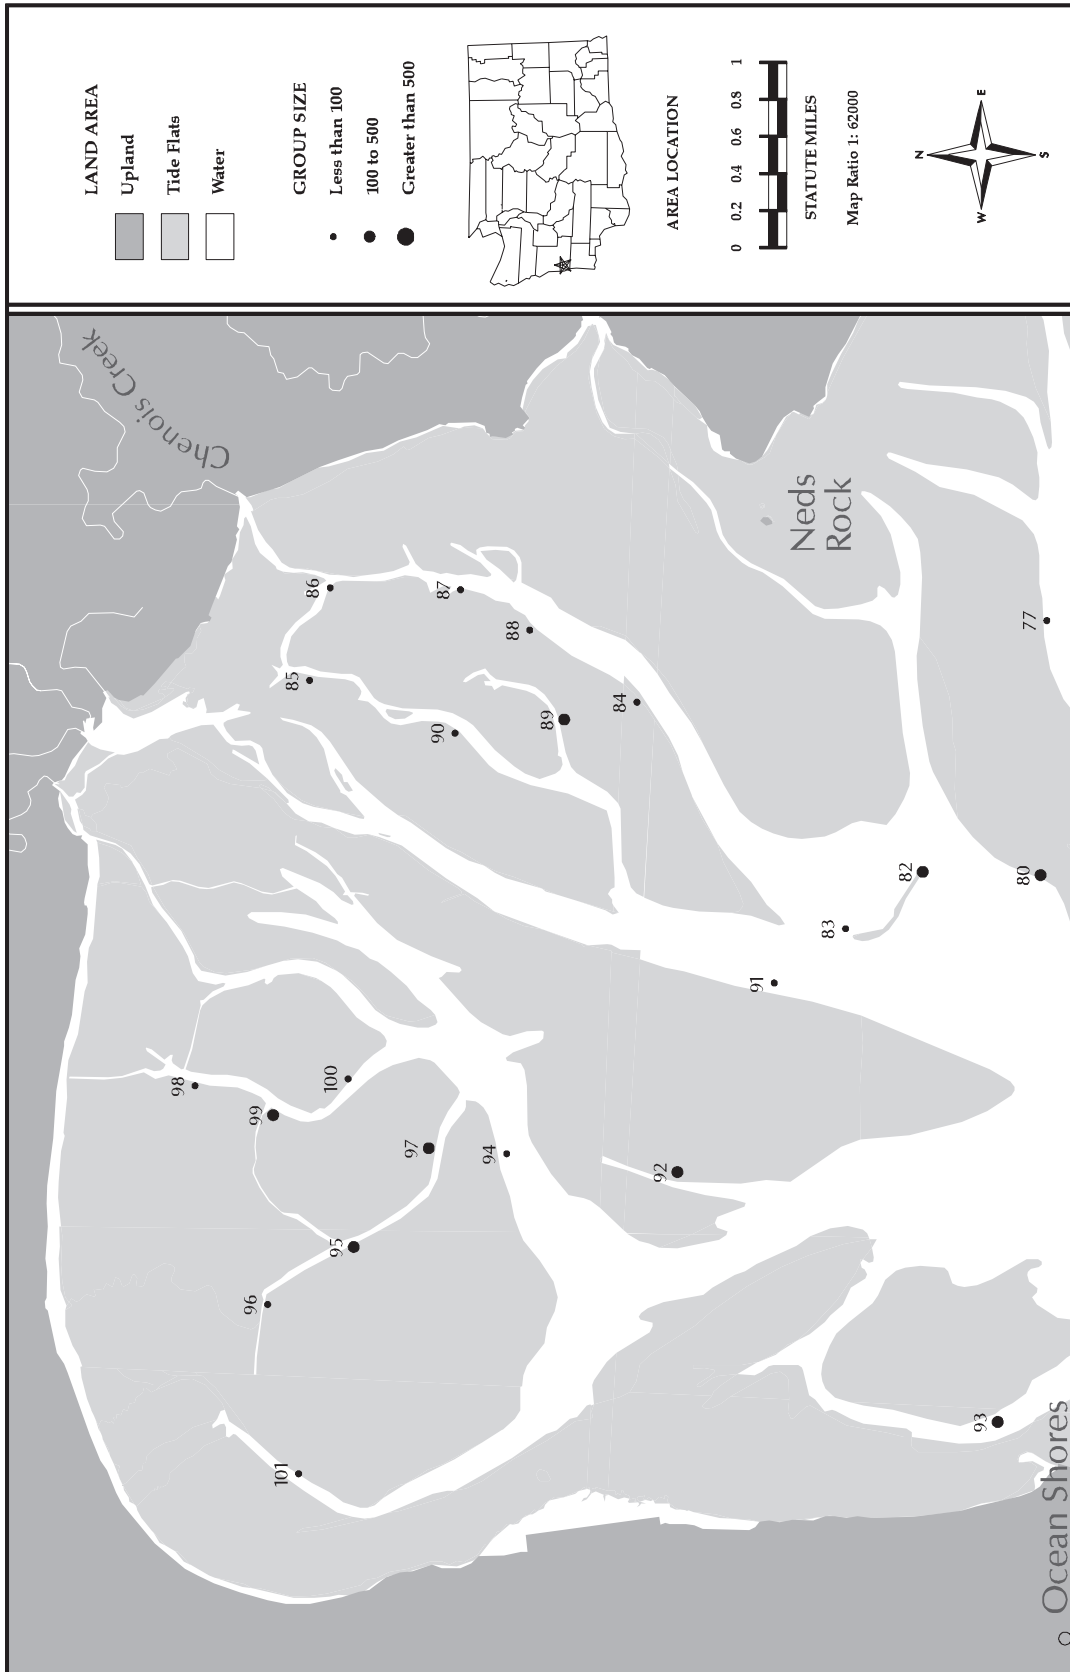 LAND AREA
Upland
Tide Flats
Water
GROUP SIZE
Less than 100
100 to 500
Greater than 500
AREA LOCATION
0 0.2 0.4 0.6 0.8 1
STATUTE MILES
Map Ratio 1: 62000
N
E
S
W
Chenois Creek
Neds
Rock
Ocean Shores
86
87
88
85
84
89
90
77
82
80
83
91
98
100
99
97
94
92
95
96
93
101